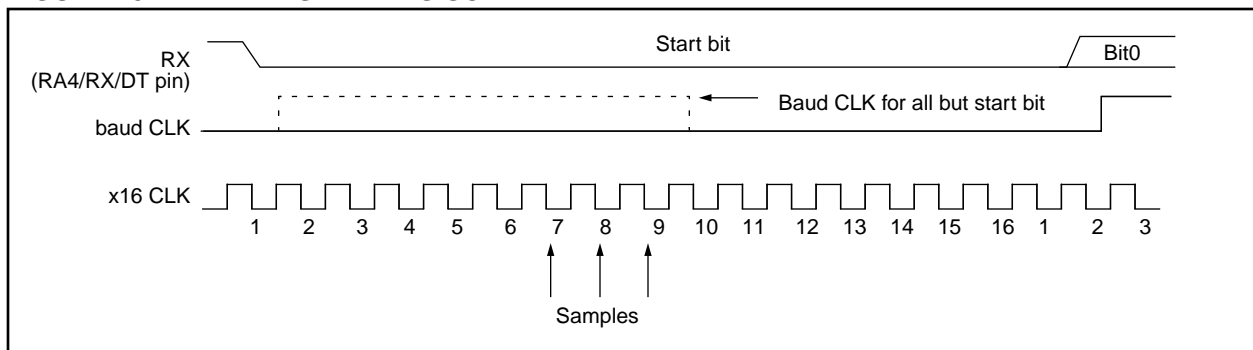 Start bit
RX
(RA4/RX/DT pin)
Bit0
Baud CLK for all but start bit
baud CLK
x16 CLK
1 2 3 4 5 6 7 8 9 10 11 12 13 14 15 16 1 2 3
Samples